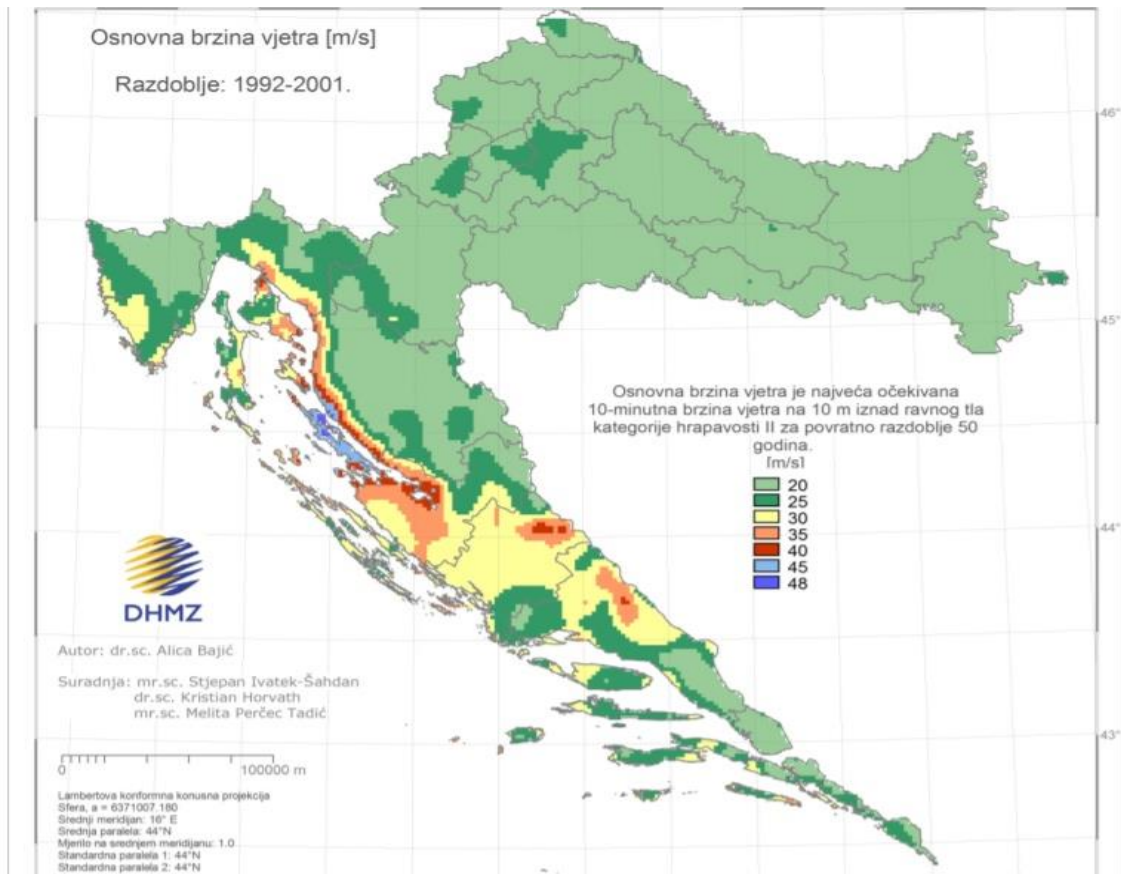 Osnovna brzina vjetra [m/s]
Razdoblje: 1992-2001.
46°
45°
Osnovna brzina vjetra je najveća očekivana
10-minutna brzina vjetra na 10 m iznad ravnog tla
kategorije hrapavosti II za povratno razdoblje 50
godina.
[m/s]
20
25
30
35
40
45
48
44°
DHMZ
Autor: dr.sc. Alica Bajić
Suradnja: mr.sc. Stjepan Ivatek-Šahdan
dr.sc. Kristian Horvath
mr.sc. Melita Perčec Tadić
43°
0 100000 m
Lambertova konformna konusna projekcija
Sfera, a = 6371007.180
Srednji meridijan: 16° E
Srednja paralela: 44°N
Mjerilo na srednjem meridijanu: 1.0
Standardna paralela 1: 44°N
Standardna paralela 2: 44°N